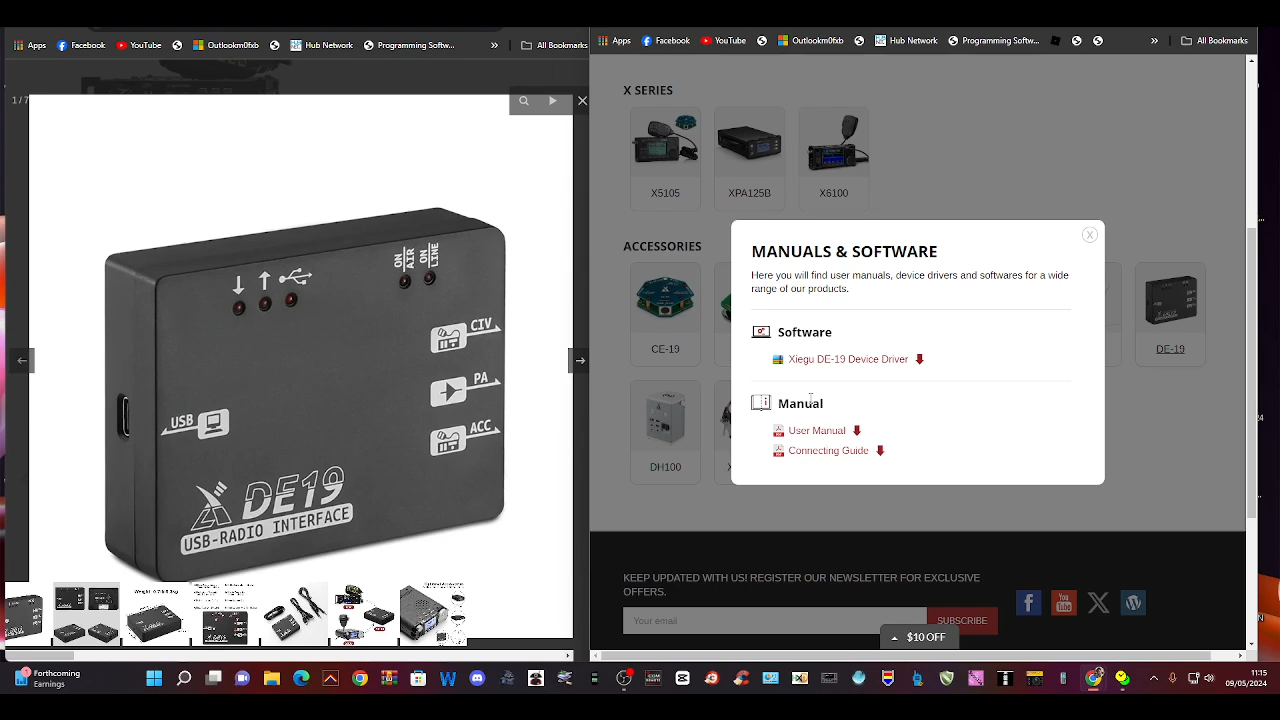 Apps Facebook YouTube Outlookm0fxb Hub Network Programming Softw... » All Bookmarks
1 / 7
ON AIR
ON LINE
CIV
PA
ACC
USB
DE19
USB-RADIO INTERFACE
Apps Facebook YouTube Outlookm0fxb Hub Network Programming Softw... » All Bookmarks
X SERIES
X5105 XPA125B X6100
ACCESSORIES
CE-19 DE-19
DH100
X
MANUALS & SOFTWARE
Here you will find user manuals, device drivers and softwares for a wide
range of our products.
Software
Xiegu DE-19 Device Driver
Manual
User Manual
Connecting Guide
KEEP UPDATED WITH US! REGISTER OUR NEWSLETTER FOR EXCLUSIVE
OFFERS.
Your email
SUBSCRIBE
$10 OFF
Forthcoming
Earnings
11:15
09/05/2024